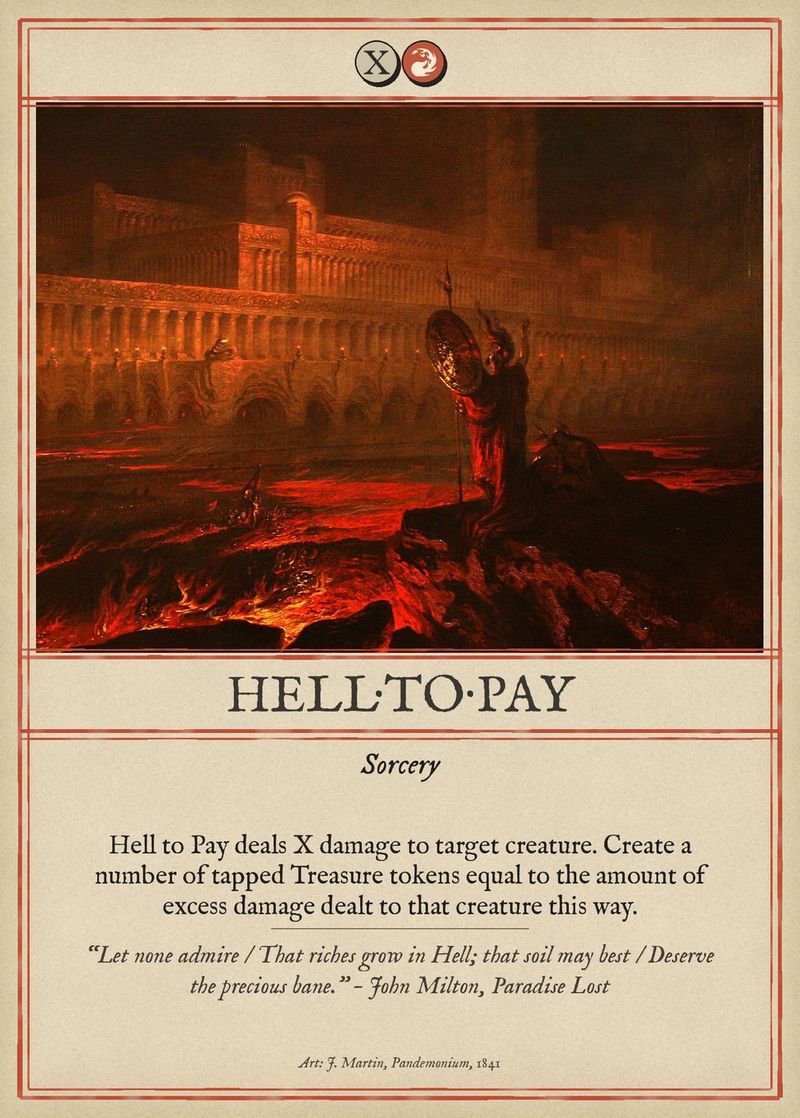 X
HELL·TO·PAY
Sorcery
Hell to Pay deals X damage to target creature. Create a
number of tapped Treasure tokens equal to the amount of
excess damage dealt to that creature this way.
“Let none admire / That riches grow in Hell; that soil may best / Deserve
the precious bane.” – John Milton, Paradise Lost
Art: J. Martin, Pandemonium, 1841